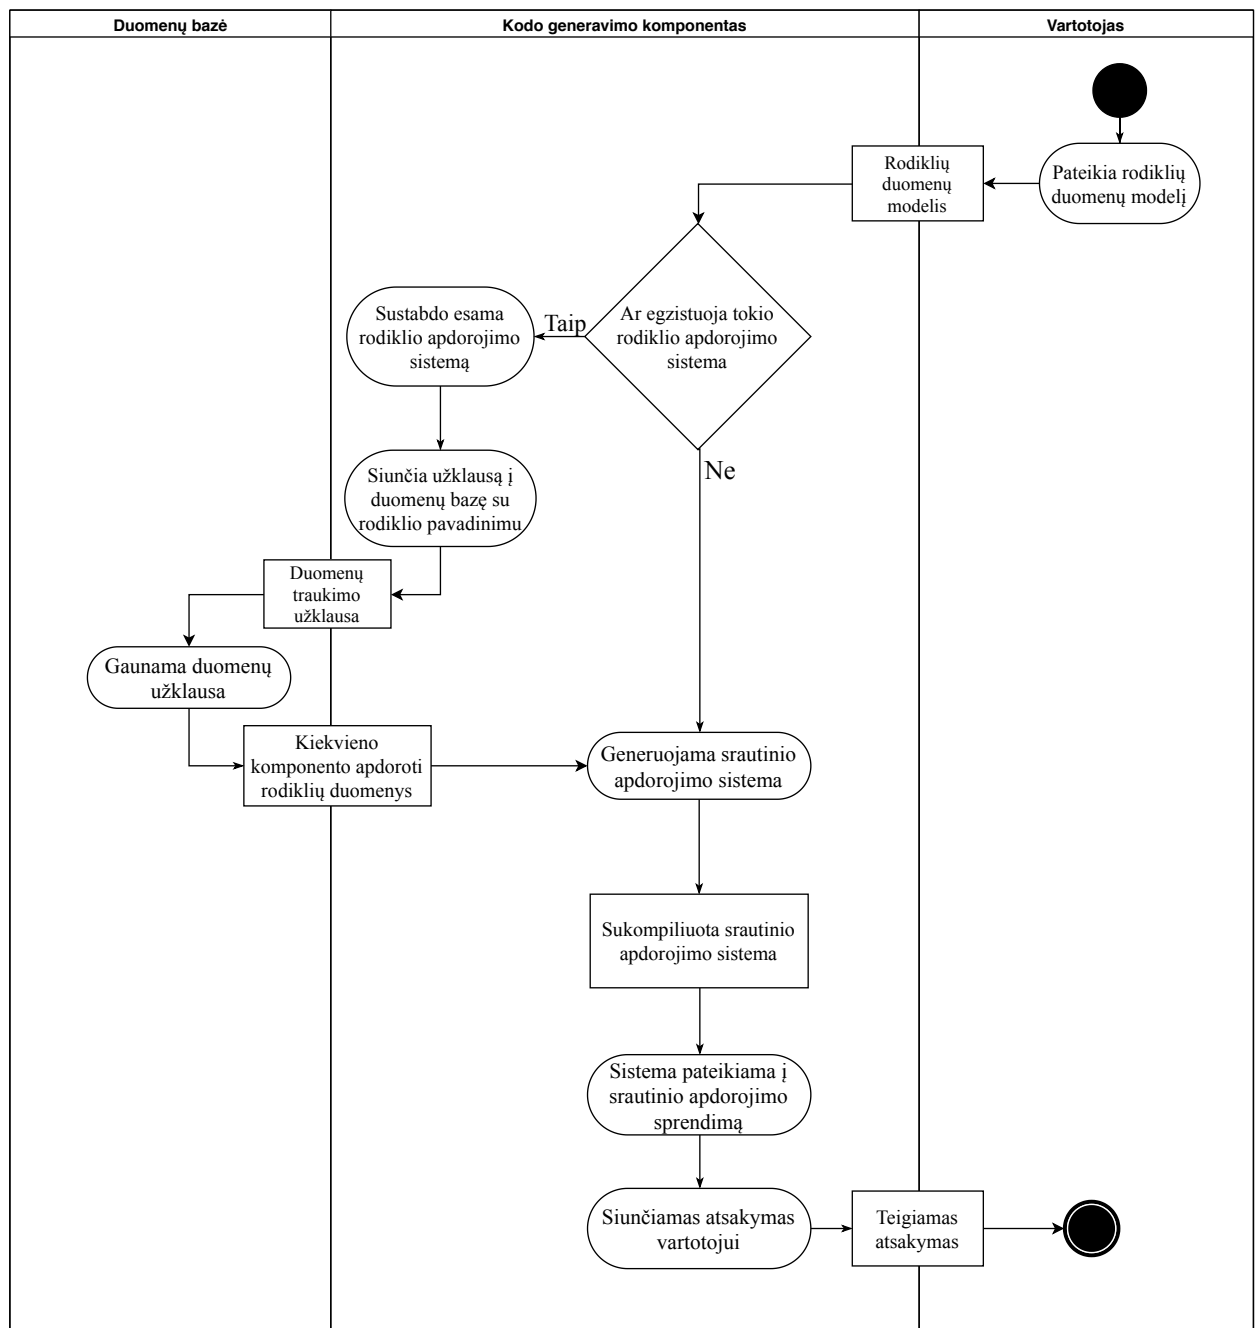 Duomenų bazė
Kodo generavimo komponentas
Vartotojas
Pateikia rodiklių
duomenų modelį
Rodiklių
duomenų
modelis
Ar egzistuoja tokio
rodiklio apdorojimo
sistema
Taip
Sustabdo esama
rodiklio apdorojimo
sistemą
Siunčia užklausą į
duomenų bazę su
rodiklio pavadinimu
Ne
Duomenų
traukimo
užklausa
Gaunama duomenų
užklausa
Kiekvieno
komponento apdoroti
rodiklių duomenys
Generuojama srautinio
apdorojimo sistema
Sukompiliuota srautinio
apdorojimo sistema
Sistema pateikiama į
srautinio apdorojimo
sprendimą
Siunčiamas atsakymas
vartotojui
Teigiamas
atsakymas